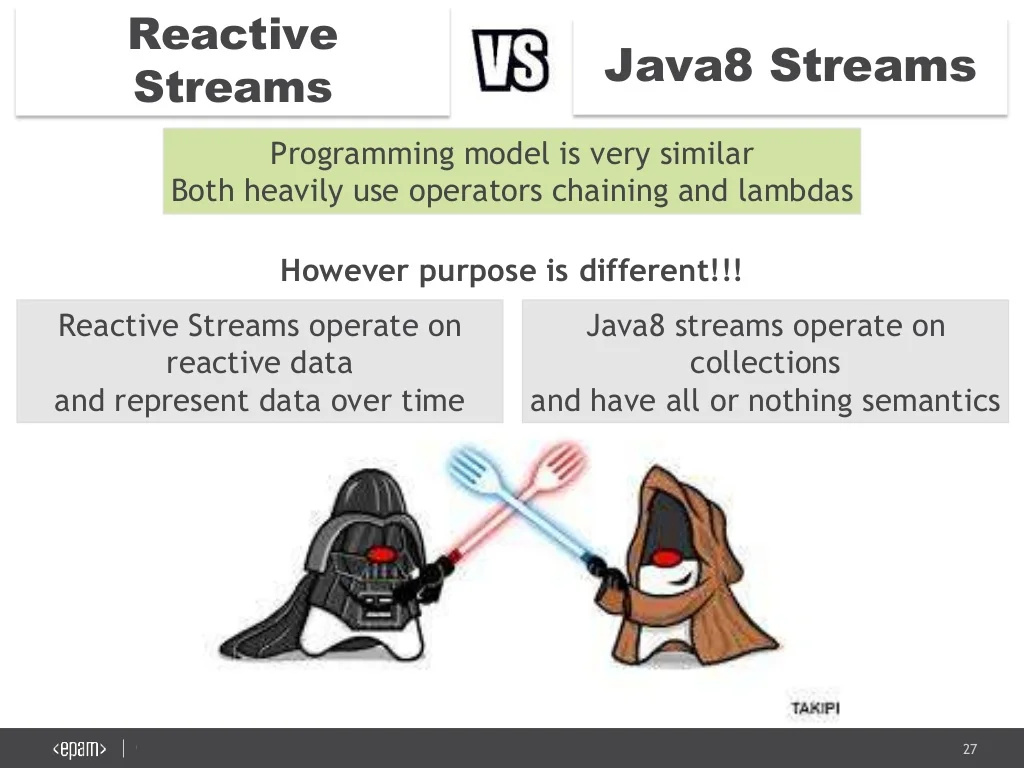 Reactive
Streams
VS
Java8 Streams
Programming model is very similar
Both heavily use operators chaining and lambdas
However purpose is different!!!
Reactive Streams operate on
reactive data
and represent data over time
Java8 streams operate on
collections
and have all or nothing semantics
TAKIPI
<epam> |
27